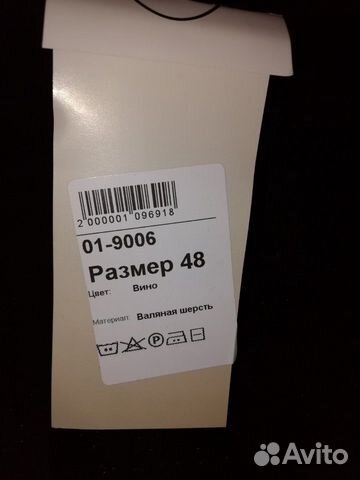 2 000001 096918
01-9006
Размер 48
Цвет: Вино
Материал: Валяная шерсть
P
Avito